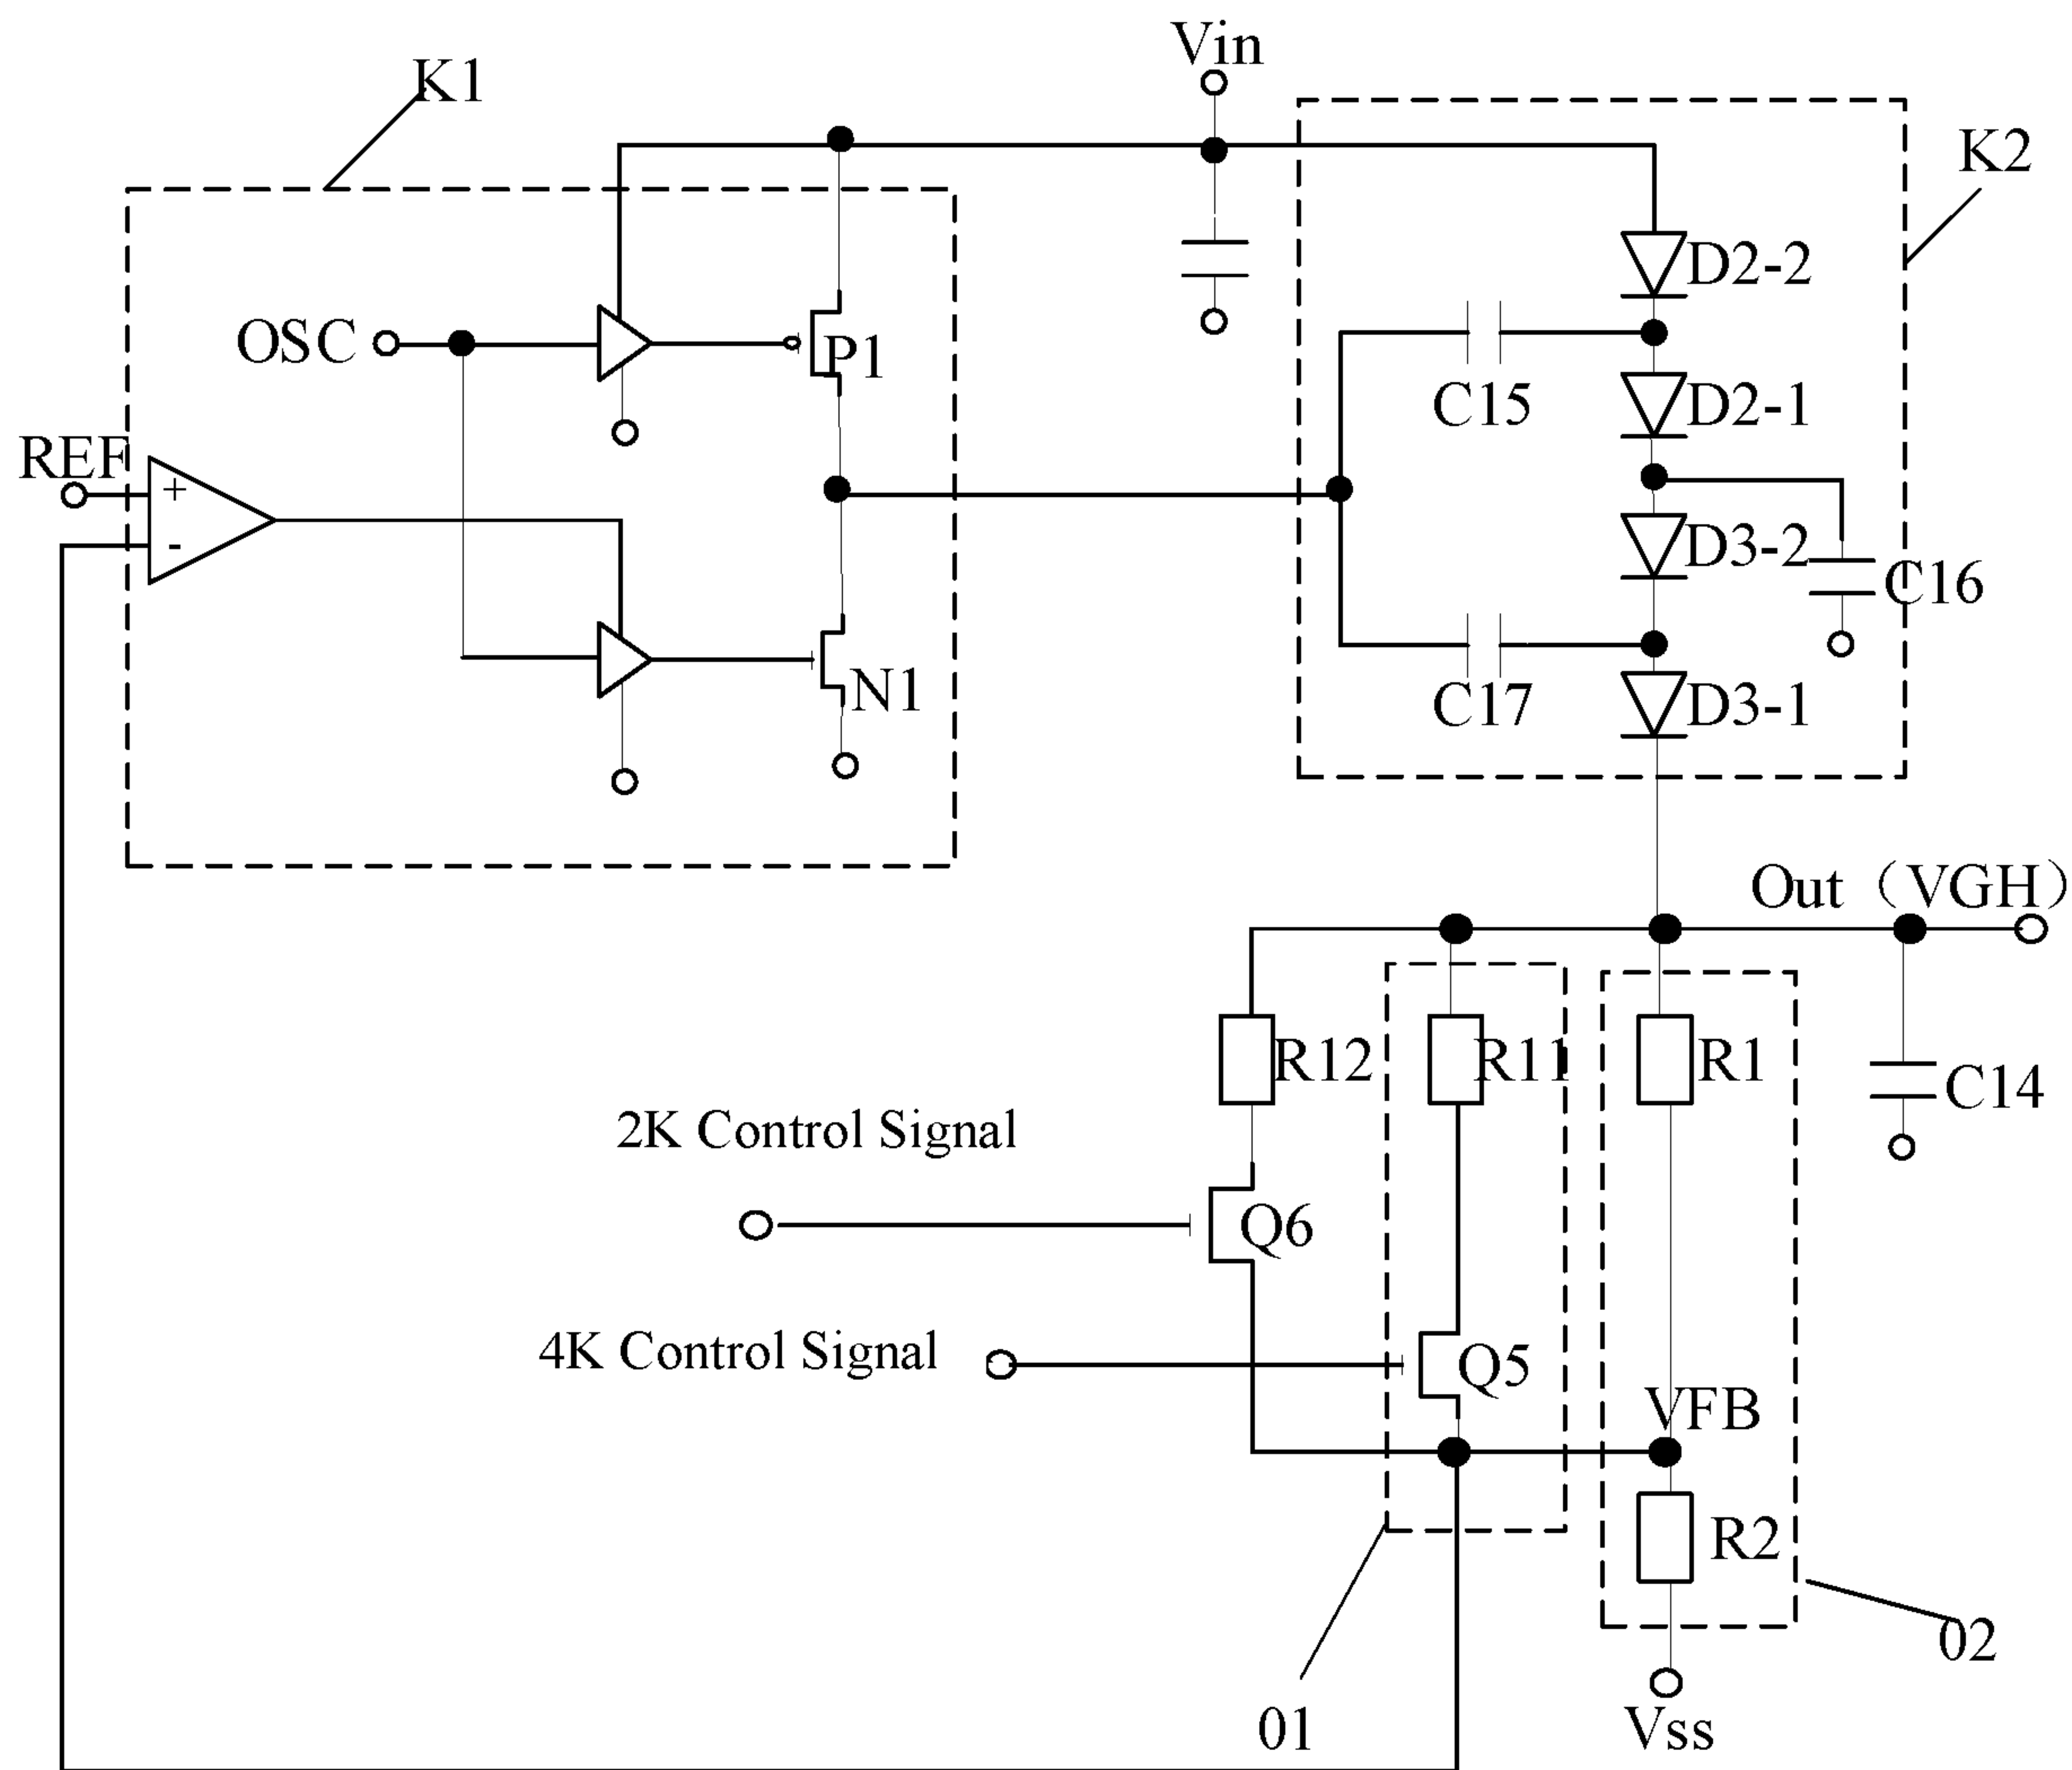 Vin
K1
K2
D2-2
OSC
P1
C15
D2-1
REF
+
-
D3-2
C16
N1
C17
D3-1
Out（VGH）
R12
R11
R1
C14
2K Control Signal
Q6
4K Control Signal
Q5
VFB
R2
02
01
Vss